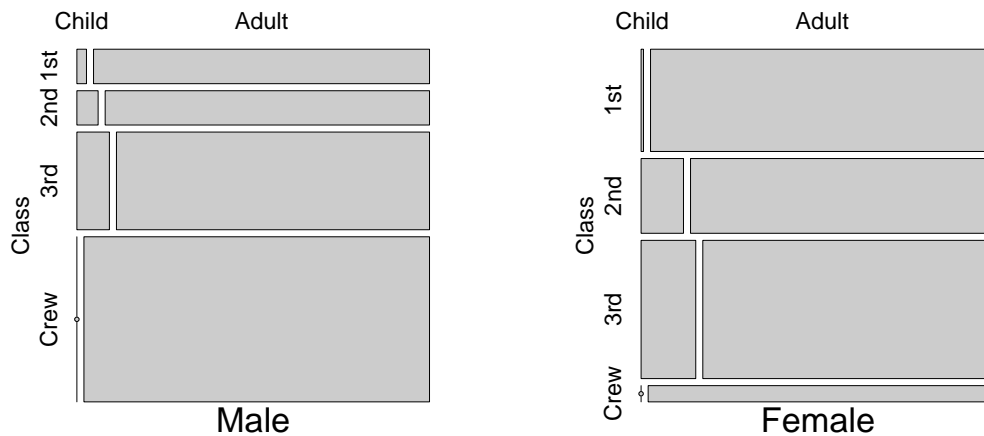 Child Adult
Class
1st
2nd
3rd
Crew
Male
Child Adult
Class
1st
2nd
3rd
Crew
Female